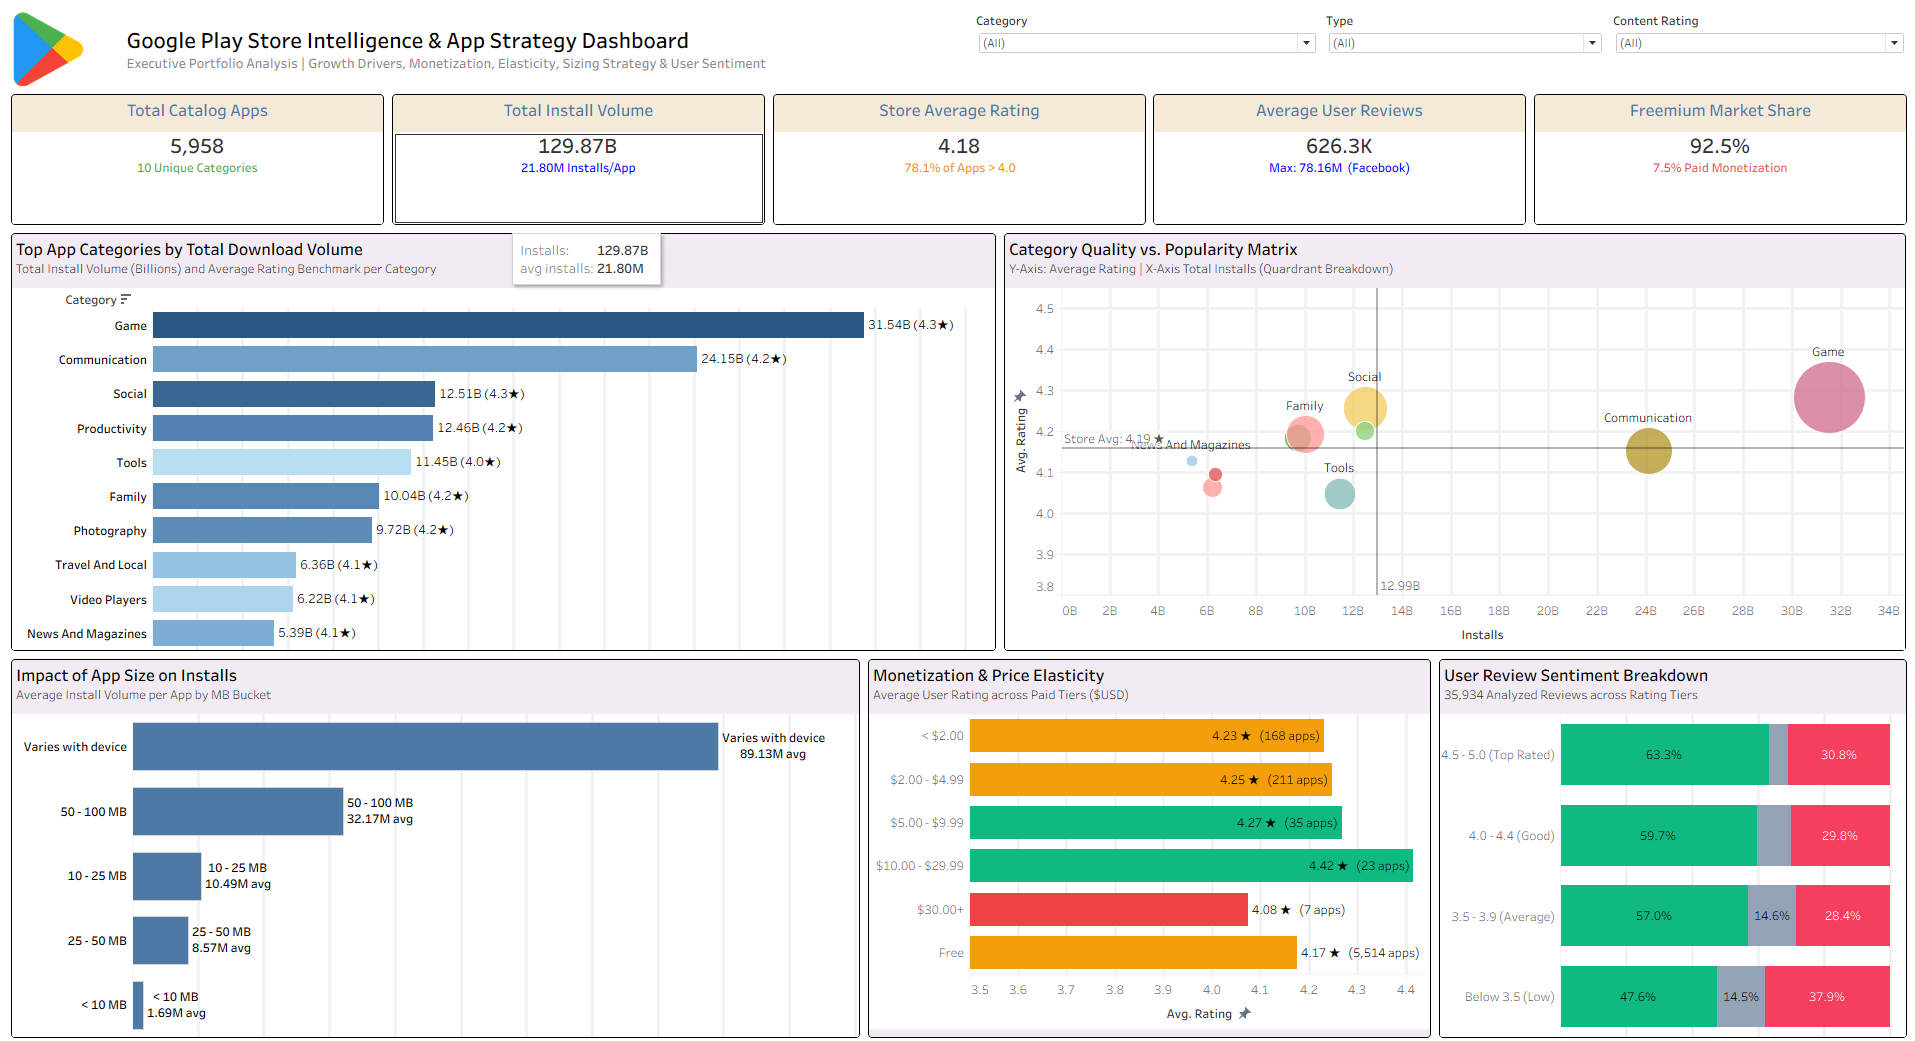 Google Play Store Intelligence & App Strategy Dashboard
Executive Portfolio Analysis | Growth Drivers, Monetization, Elasticity, Sizing Strategy & User Sentiment
Category
(All)
Type
(All)
Content Rating
(All)
Total Catalog Apps
5,958
10 Unique Categories
Total Install Volume
129.87B
21.80M Installs/App
Store Average Rating
4.18
78.1% of Apps > 4.0
Average User Reviews
626.3K
Max: 78.16M (Facebook)
Freemium Market Share
92.5%
7.5% Paid Monetization
Top App Categories by Total Download Volume
Total Install Volume (Billions) and Average Rating Benchmark per Category
Installs: 129.87B
avg installs: 21.80M
Category
Game 31.54B (4.3★)
Communication 24.15B (4.2★)
Social 12.51B (4.3★)
Productivity 12.46B (4.2★)
Tools 11.45B (4.0★)
Family 10.04B (4.2★)
Photography 9.72B (4.2★)
Travel And Local 6.36B (4.1★)
Video Players 6.22B (4.1★)
News And Magazines 5.39B (4.1★)
Category Quality vs. Popularity Matrix
Y-Axis: Average Rating | X-Axis Total Installs (Quadrant Breakdown)
Avg. Rating
4.5
4.4
4.3
4.2
4.1
4.0
3.9
3.8
Game
Social
Family
Communication
Store Avg: 4.19 ★
News And Magazines
Tools
12.99B
0B 2B 4B 6B 8B 10B 12B 14B 16B 18B 20B 22B 24B 26B 28B 30B 32B 34B
Installs
Impact of App Size on Installs
Average Install Volume per App by MB Bucket
Varies with device
Varies with device
89.13M avg
50 - 100 MB
50 - 100 MB
32.17M avg
10 - 25 MB
10 - 25 MB
10.49M avg
25 - 50 MB
25 - 50 MB
8.57M avg
< 10 MB
< 10 MB
1.69M avg
Monetization & Price Elasticity
Average User Rating across Paid Tiers ($USD)
< $2.00 4.23 ★ (168 apps)
$2.00 - $4.99 4.25 ★ (211 apps)
$5.00 - $9.99 4.27 ★ (35 apps)
$10.00 - $29.99 4.42 ★ (23 apps)
$30.00+ 4.08 ★ (7 apps)
Free 4.17 ★ (5,514 apps)
3.5 3.6 3.7 3.8 3.9 4.0 4.1 4.2 4.3 4.4
Avg. Rating
User Review Sentiment Breakdown
35,934 Analyzed Reviews across Rating Tiers
4.5 - 5.0 (Top Rated) 63.3% 30.8%
4.0 - 4.4 (Good) 59.7% 29.8%
3.5 - 3.9 (Average) 57.0% 14.6% 28.4%
Below 3.5 (Low) 47.6% 14.5% 37.9%